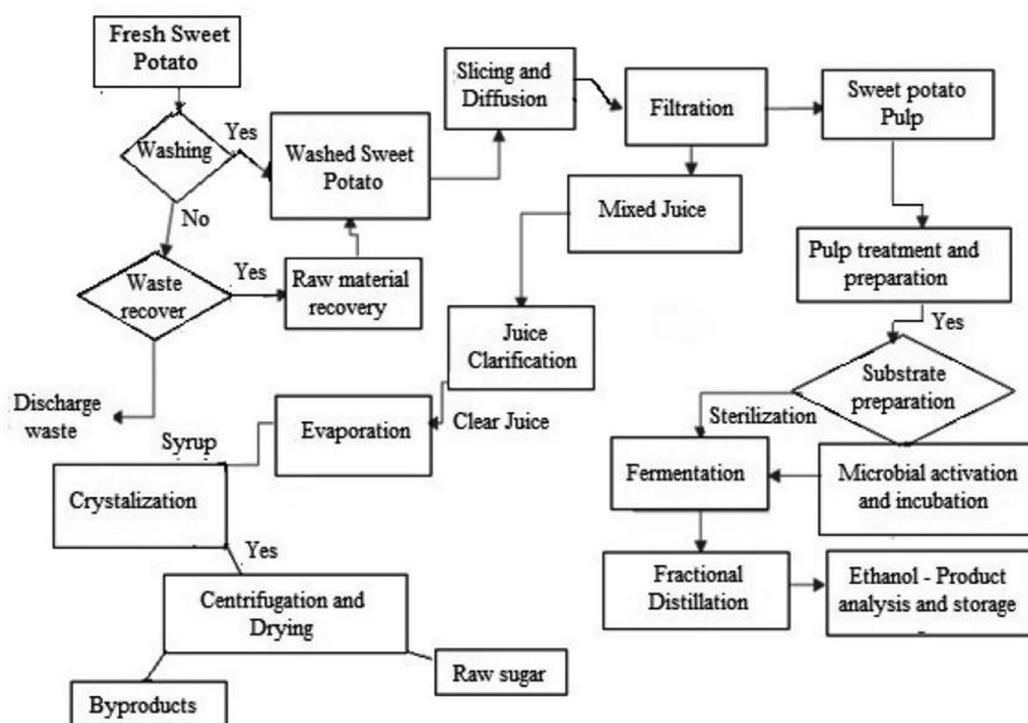 Fresh Sweet
Potato
Washing
Yes
No
Washed Sweet
Potato
Waste
recover
Yes
Raw material
recovery
Discharge
waste
Slicing and
Diffusion
Filtration
Sweet potato
Pulp
Mixed Juice
Pulp treatment and
preparation
Yes
Substrate
preparation
Sterilization
Juice
Clarification
Clear Juice
Evaporation
Syrup
Crystalization
Yes
Centrifugation and
Drying
Raw sugar
Byproducts
Fermentation
Microbial activation
and incubation
Fractional
Distillation
Ethanol - Product
analysis and storage